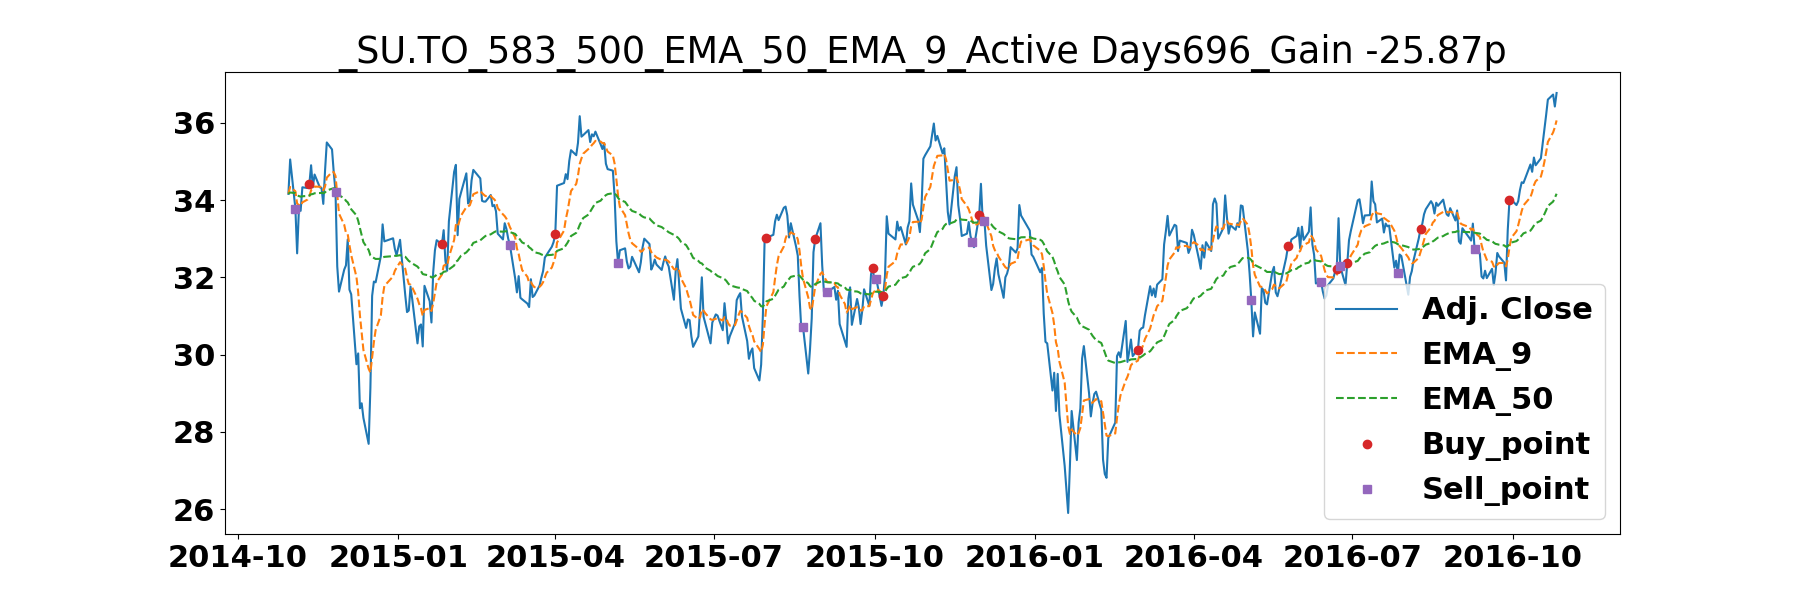 _SU.TO_583_500_EMA_50_EMA_9_Active Days696_Gain -25.87p
36
34
32
30
28
26
Adj. Close
EMA_9
EMA_50
Buy_point
Sell_point
2014-10 2015-01 2015-04 2015-07 2015-10 2016-01 2016-04 2016-07 2016-10